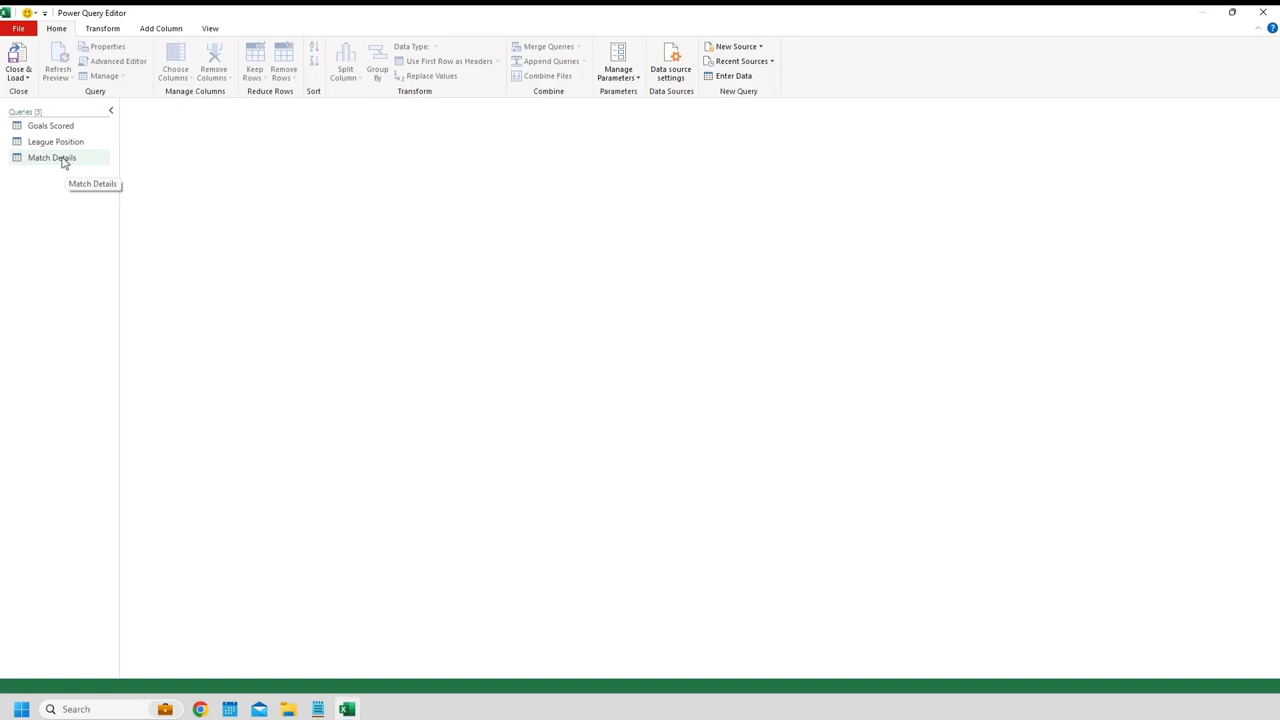 Power Query Editor
File
Home
Transform
Add Column
View
Close &
Load
Close
Refresh
Preview
Properties
Advanced Editor
Manage
Query
Choose
Columns
Remove
Columns
Manage Columns
Keep
Rows
Remove
Rows
Reduce Rows
Sort
Split
Column
Group
By
Data Type:
Use First Row as Headers
Replace Values
Transform
Merge Queries
Append Queries
Combine Files
Combine
Manage
Parameters
Parameters
Data source
settings
Data Sources
New Source
Recent Sources
Enter Data
New Query
Queries [3]
Goals Scored
League Position
Match Details
Match Details
Search